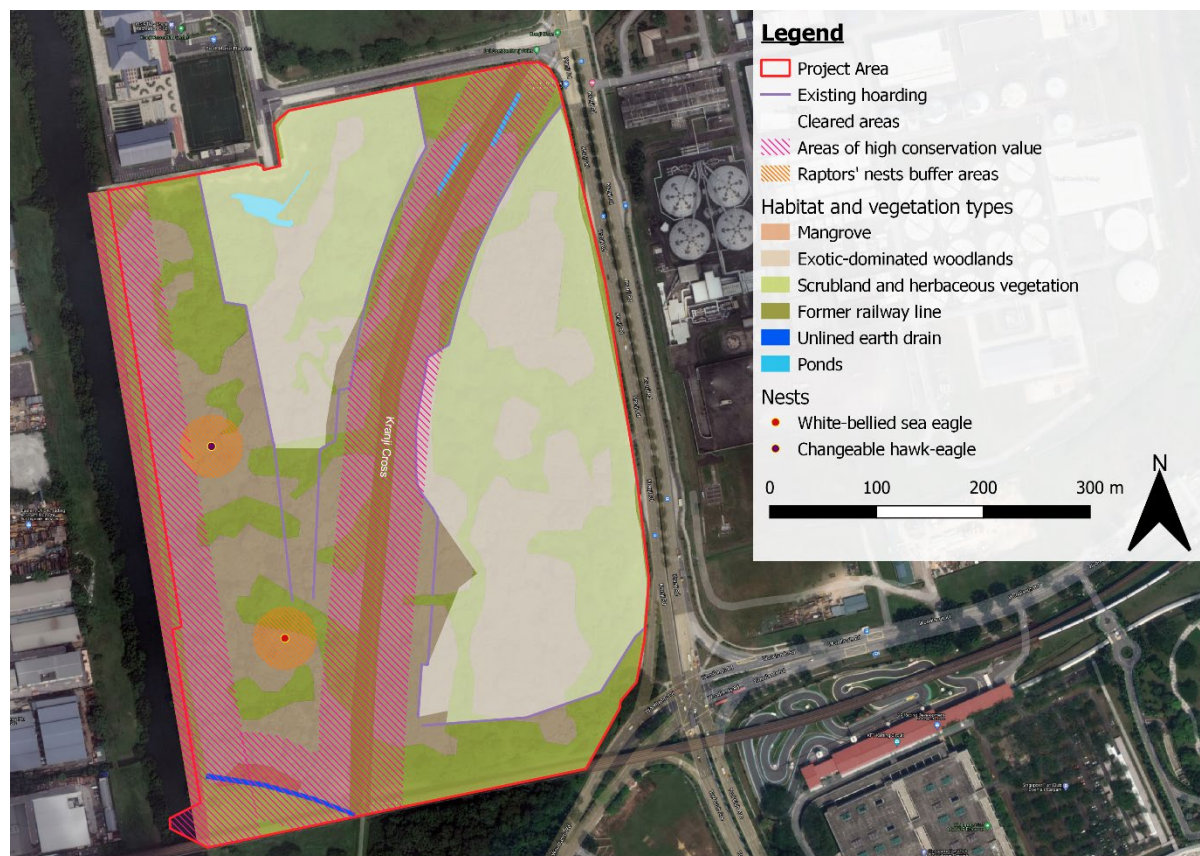 Legend
Project Area
Existing hoarding
Cleared areas
Areas of high conservation value
Raptors' nests buffer areas
Habitat and vegetation types
Mangrove
Exotic-dominated woodlands
Scrubland and herbaceous vegetation
Former railway line
Unlined earth drain
Ponds
Nests
White-bellied sea eagle
Changeable hawk-eagle
N
0 100 200 300 m
Kranji Cross